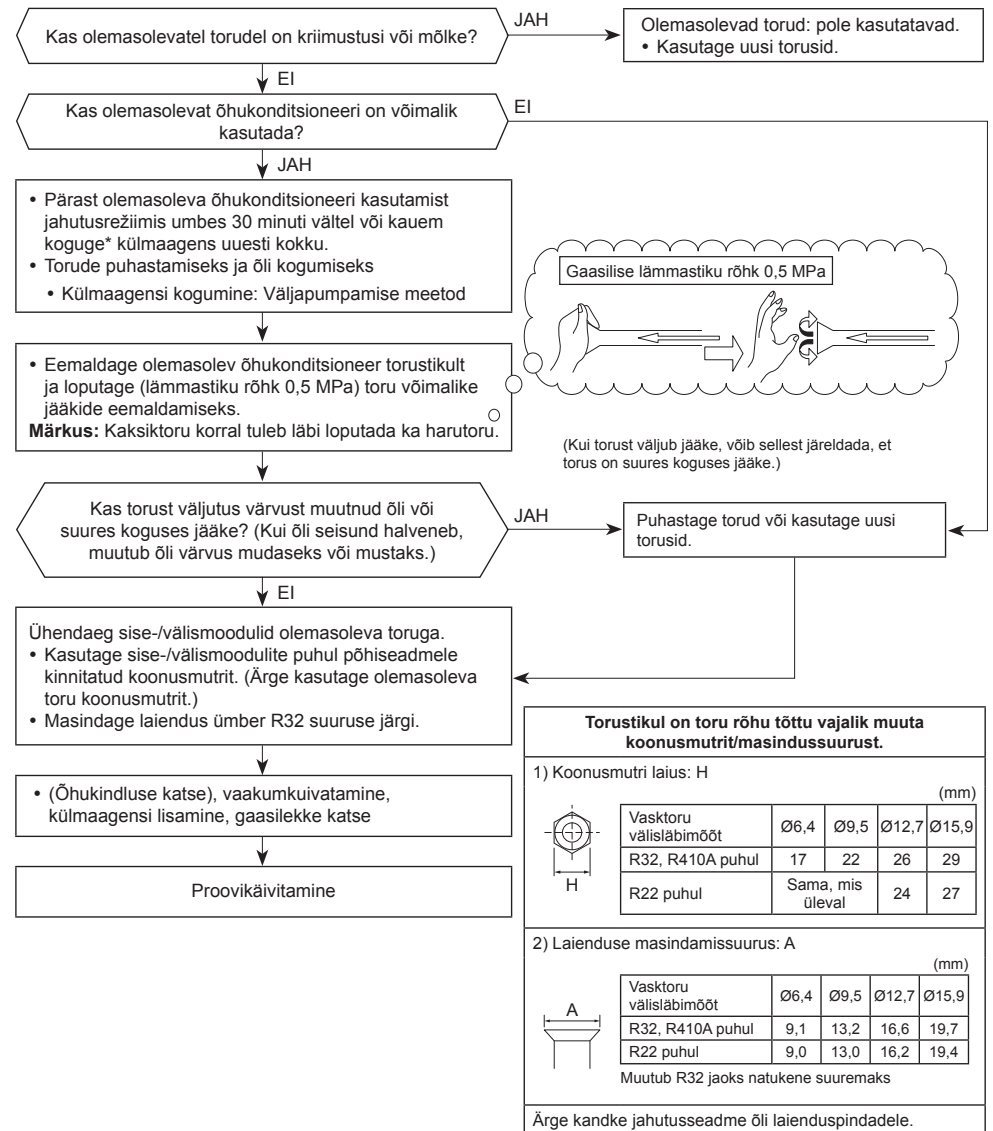 Kas olemasolevatel torudel on kriimustusi või mõlke?
JAH
Olemasolevad torud: pole kasutatavad.
• Kasutage uusi torusid.
EI
Kas olemasolevat õhukonditsioneeri on võimalik
kasutada?
EI
JAH
• Pärast olemasoleva õhukonditsioneeri kasutamist
jahutusrežiimis umbes 30 minuti vältel või kauem
koguge* külmaagens uuesti kokku.
• Torude puhastamiseks ja õli kogumiseks
• Külmaagensi kogumine: Väljapumpamise meetod
Gaasilise lämmastiku rõhk 0,5 MPa
• Eemaldage olemasolev õhukonditsioneer torustikult
ja loputage (lämmastiku rõhk 0,5 MPa) toru võimalike
jääkide eemaldamiseks.
Märkus: Kaksiktoru korral tuleb läbi loputada ka harutoru.
(Kui torust väljub jääke, võib sellest järeldada, et
torus on suures koguses jääke.)
Kas torust väljutus värvust muutnud õli või
suures koguses jääke? (Kui õli seisund halveneb,
muutub õli värvus mudaseks või mustaks.)
JAH
Puhastage torud või kasutage uusi
torusid.
EI
Ühendaeg sise-/välismoodulid olemasoleva toruga.
• Kasutage sise-/välismoodulite puhul põhiseadmele
kinnitatud koonusmutrit. (Ärge kasutage olemasoleva
toru koonusmutrit.)
• Masindage laiendus ümber R32 suuruse järgi.
• (Õhukindluse katse), vaakumkuivatamine,
külmaagensi lisamine, gaasilekke katse
Proovikäivitamine
Torustikul on toru rõhu tõttu vajalik muuta
koonusmutrit/masindussuurust.
1) Koonusmutri laius: H
(mm)
H
Vasktoru
välisläbimõõt
Ø6,4 Ø9,5 Ø12,7 Ø15,9
R32, R410A puhul 17 22 26 29
R22 puhul Sama, mis
üleval
24 27
2) Laienduse masindamissuurus: A
(mm)
A
Vasktoru
välisläbimõõt
Ø6,4 Ø9,5 Ø12,7 Ø15,9
R32, R410A puhul 9,1 13,2 16,6 19,7
R22 puhul 9,0 13,0 16,2 19,4
Muutub R32 jaoks natukene suuremaks
Ärge kandke jahutusseadme õli laienduspindadele.